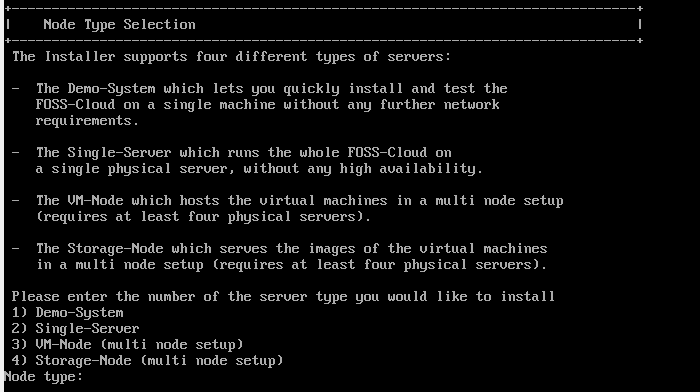 +------------------------------------------------------------------------------+
|    Node Type Selection                                                       |
+------------------------------------------------------------------------------+
The Installer supports four different types of servers:
-  The Demo-System which lets you quickly install and test the
FOSS-Cloud on a single machine without any further network
requirements.
-  The Single-Server which runs the whole FOSS-Cloud on
a single physical server, without any high availability.
-  The VM-Node which hosts the virtual machines in a multi node setup
(requires at least four physical servers).
-  The Storage-Node which serves the images of the virtual machines
in a multi node setup (requires at least four physical servers).
Please enter the number of the server type you would like to install
1) Demo-System
2) Single-Server
3) VM-Node (multi node setup)
4) Storage-Node (multi node setup)
Node type: